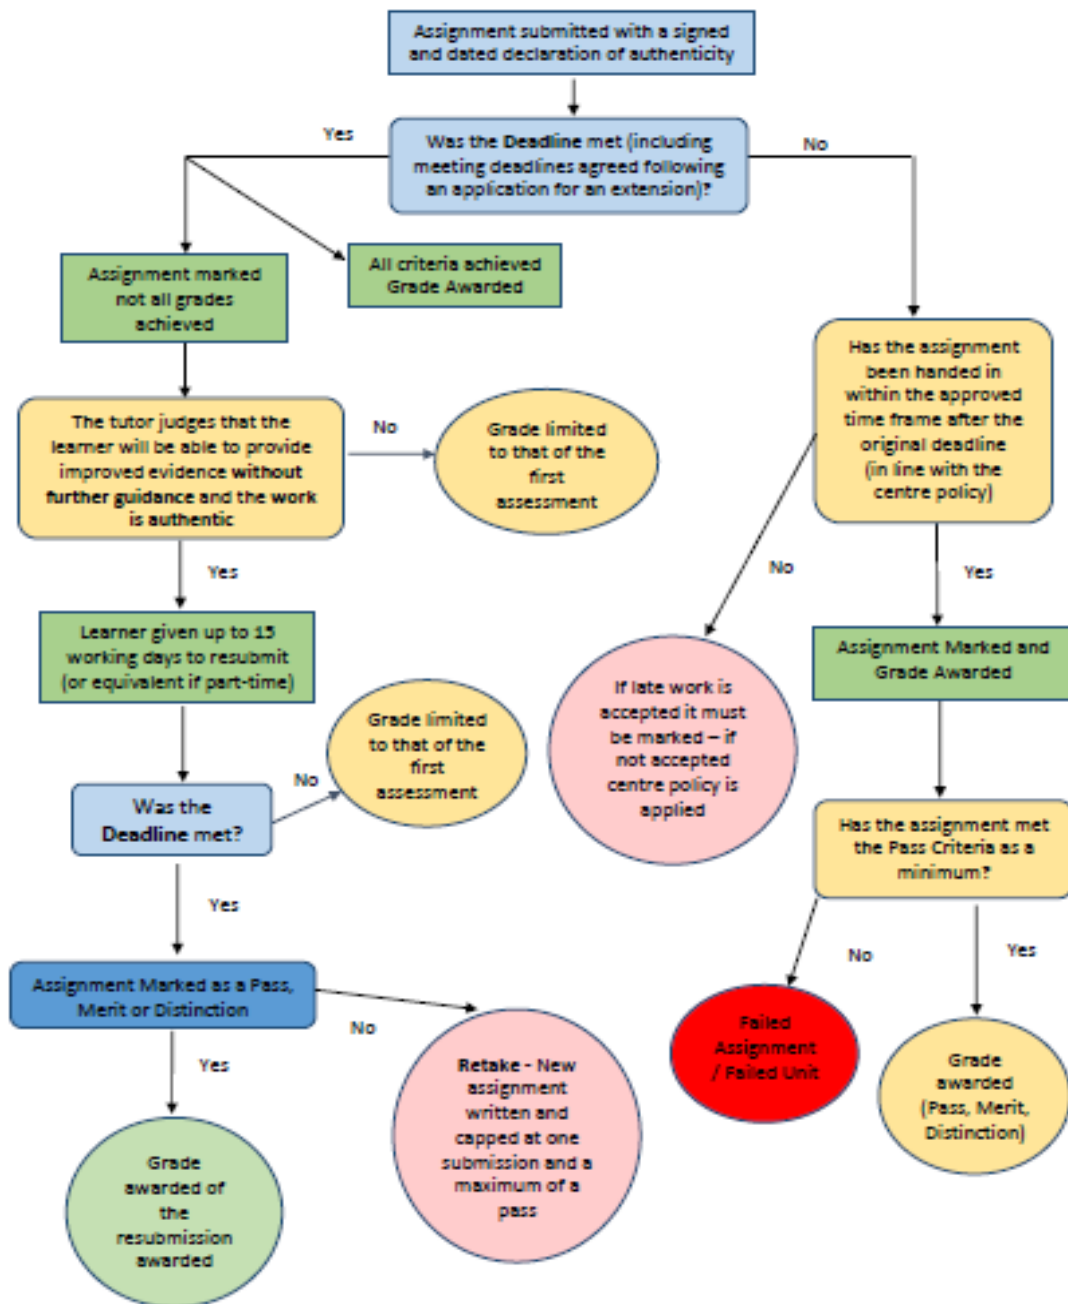 Assignment submitted with a signed
and dated declaration of authenticity
Yes
Was the Deadline met (including
meeting deadlines agreed following
an application for an extension)?
No
Assignment marked
not all grades
achieved
All criteria achieved
Grade Awarded
Has the assignment
been handed in
within the approved
time frame after the
original deadline
(in line with the
centre policy)
The tutor judges that the
learner will be able to provide
improved evidence without
further guidance and the work
is authentic
No
Grade limited
to that of the
first
assessment
Yes
No
Yes
Learner given up to 15
working days to resubmit
(or equivalent if part-time)
Assignment Marked and
Grade Awarded
If late work is
accepted it must
be marked – if
not accepted
centre policy is
applied
Grade limited
to that of the
first
assessment
No
Was the
Deadline met?
Has the assignment met
the Pass Criteria as a
minimum?
Yes
No
Yes
Assignment Marked as a Pass,
Merit or Distinction
No
Yes
Failed
Assignment
/ Failed Unit
Grade
awarded
(Pass, Merit,
Distinction)
Retake - New
assignment
written and
capped at one
submission and a
maximum of a
pass
Grade
awarded of
the
resubmission
awarded